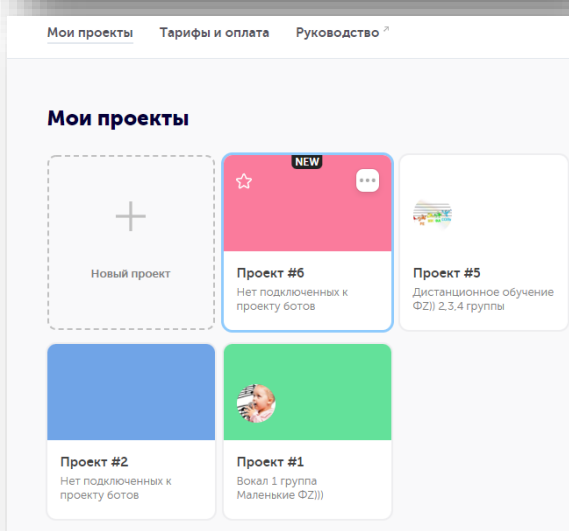 Мои проекты Тарифы и оплата Руководство
Мои проекты
NEW
Новый проект
Проект #6
Нет подключенных к
проекту ботов
Проект #5
Дистанционное обучение
ФZ)) 2,3,4 группы
Проект #2
Нет подключенных к
проекту ботов
Проект #1
Вокал 1 группа
Маленькие ФZ)))